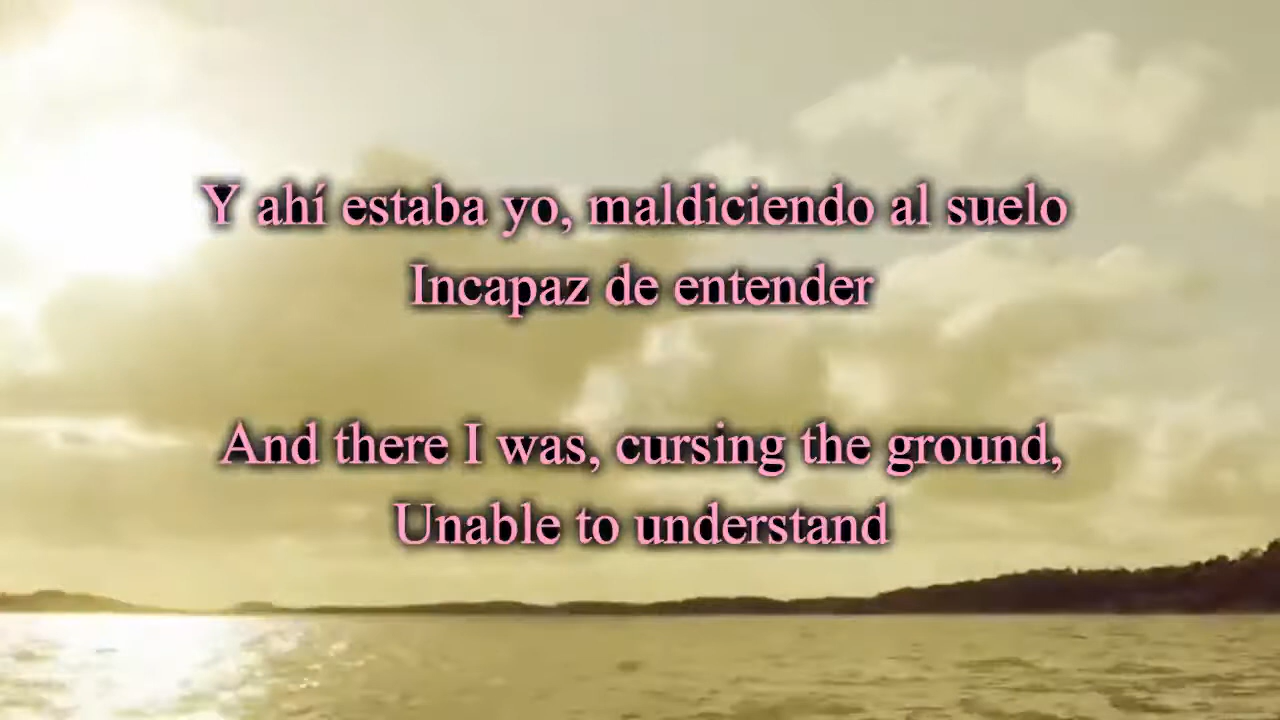 Y ahí estaba yo, maldiciendo al suelo
Incapaz de entender
And there I was, cursing the ground,
Unable to understand